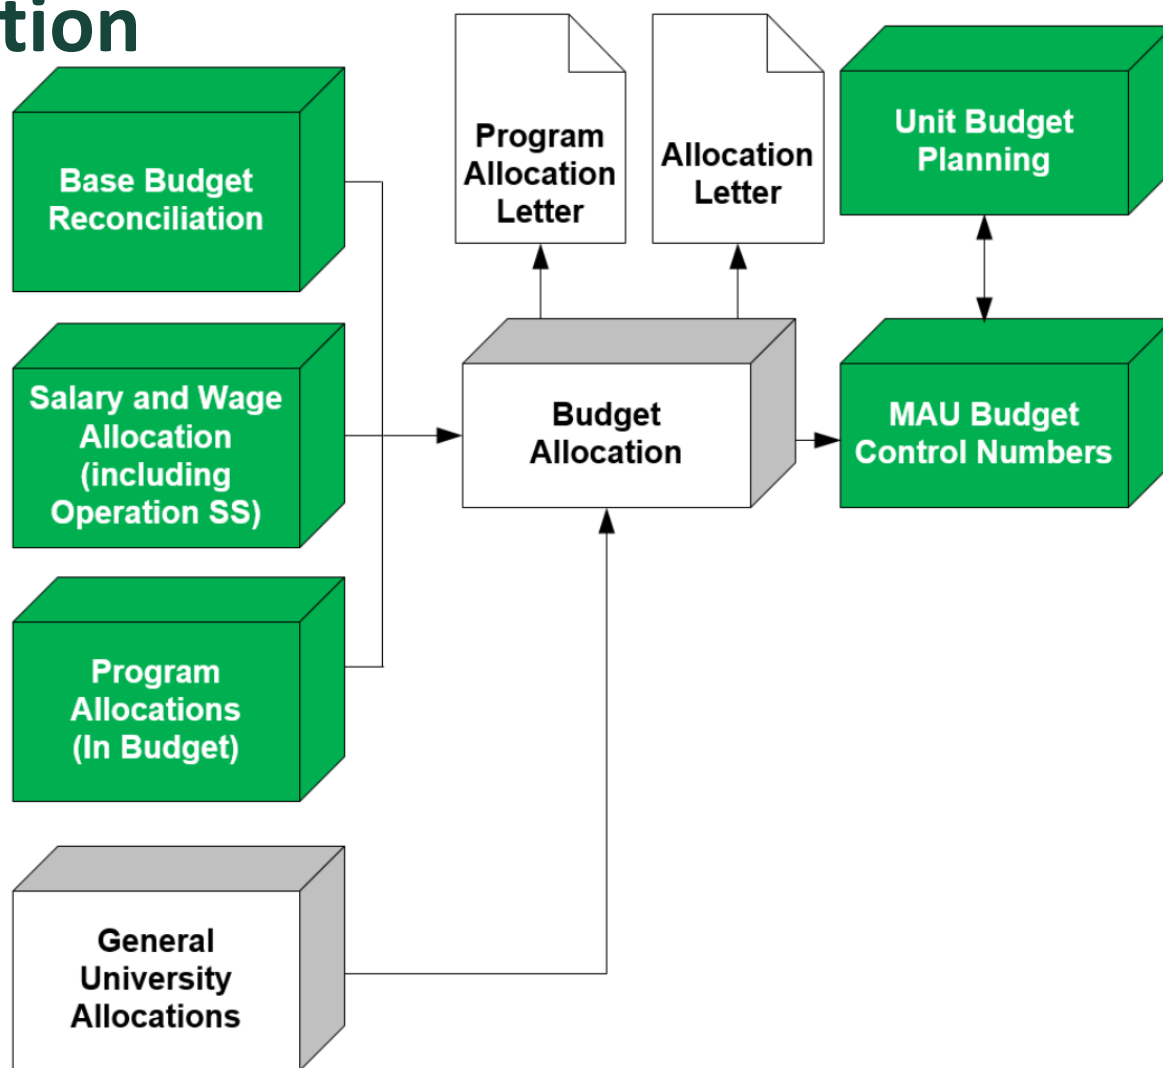 tion
Base Budget
Reconciliation
Salary and Wage
Allocation
(including
Operation SS)
Program
Allocations
(In Budget)
General
University
Allocations
Program
Allocation
Letter
Allocation
Letter
Budget
Allocation
Unit Budget
Planning
MAU Budget
Control Numbers